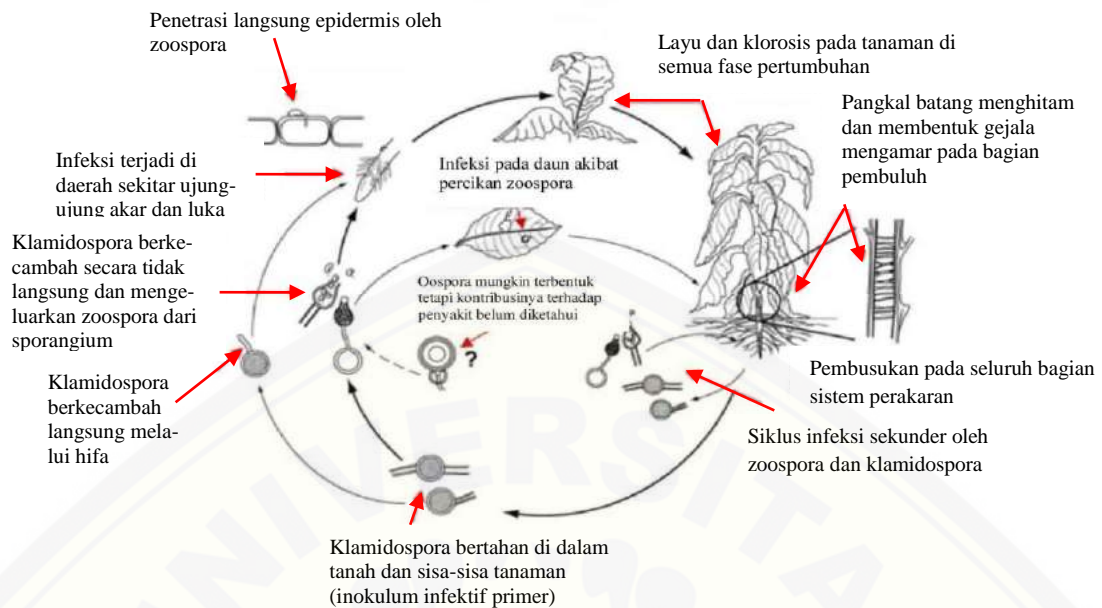 Penetrasi langsung epidermis oleh
zoospora
Layu dan klorosis pada tanaman di
semua fase pertumbuhan
Pangkal batang menghitam
dan membentuk gejala
mengamar pada bagian
pembuluh
Infeksi terjadi di
daerah sekitar ujung-
ujung akar dan luka
Infeksi pada daun akibat
percikan zoospora
Klamidospora berke-
cambah secara tidak
langsung dan menge-
luarkan zoospora dari
sporangium
Oospora mungkin terbentuk
tetapi kontribusinya terhadap
penyakit belum diketahui
?
Klamidospora
berkecambah
langsung mela-
lui hifa
Pembusukan pada seluruh bagian
sistem perakaran
Siklus infeksi sekunder oleh
zoospora dan klamidospora
Klamidospora bertahan di dalam
tanah dan sisa-sisa tanaman
(inokulum infektif primer)
UNIVERSITA